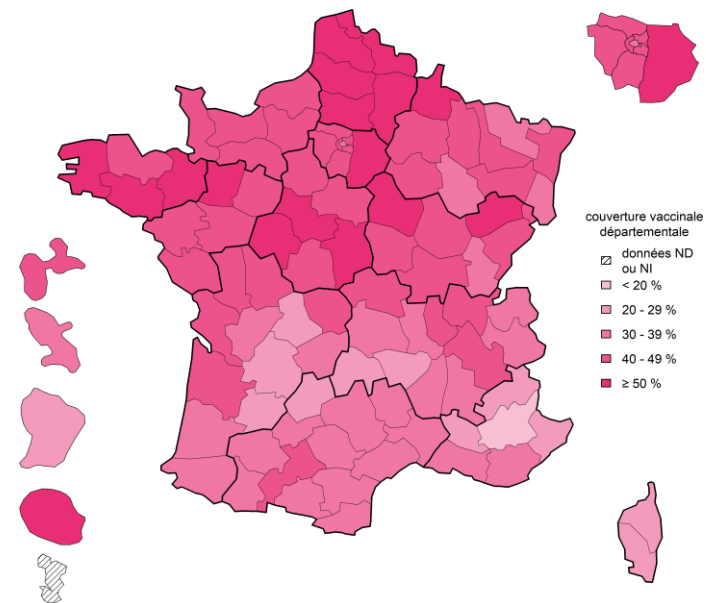 couverture vaccinale
départementale
données ND
ou NI
< 20 %
20 - 29 %
30 - 39 %
40 - 49 %
≥ 50 %